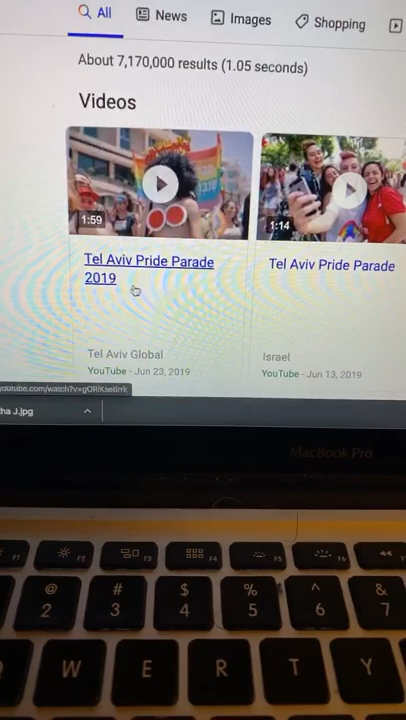 All News Images Shopping
About 7,170,000 results (1.05 seconds)
Videos
1:59 1:14
Tel Aviv Pride Parade Tel Aviv Pride Parade
2019
Tel Aviv Global Israel
YouTube - Jun 23, 2019 YouTube - Jun 13, 2019
ha J.jpg
MacBook Pro
F1 F2 F3 F4 F5 F6
@ # $ % ^ &
2 3 4 5 6 7
W E R T Y